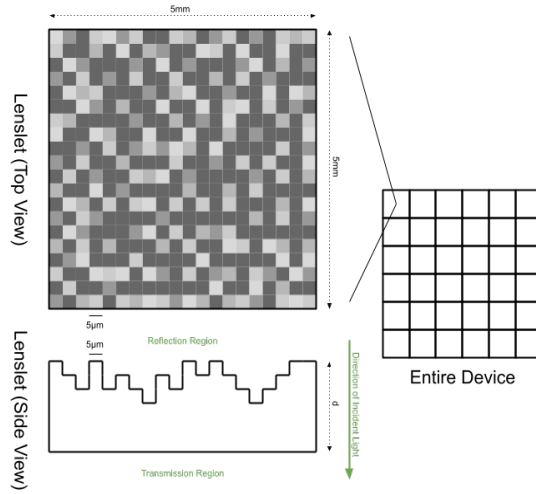 5mm
Lenslet (Top View)
5mm
5μm
Reflection Region
5μm
Lenslet (Side View)
d
Direction of Incident
Light
Transmission Region
Entire Device